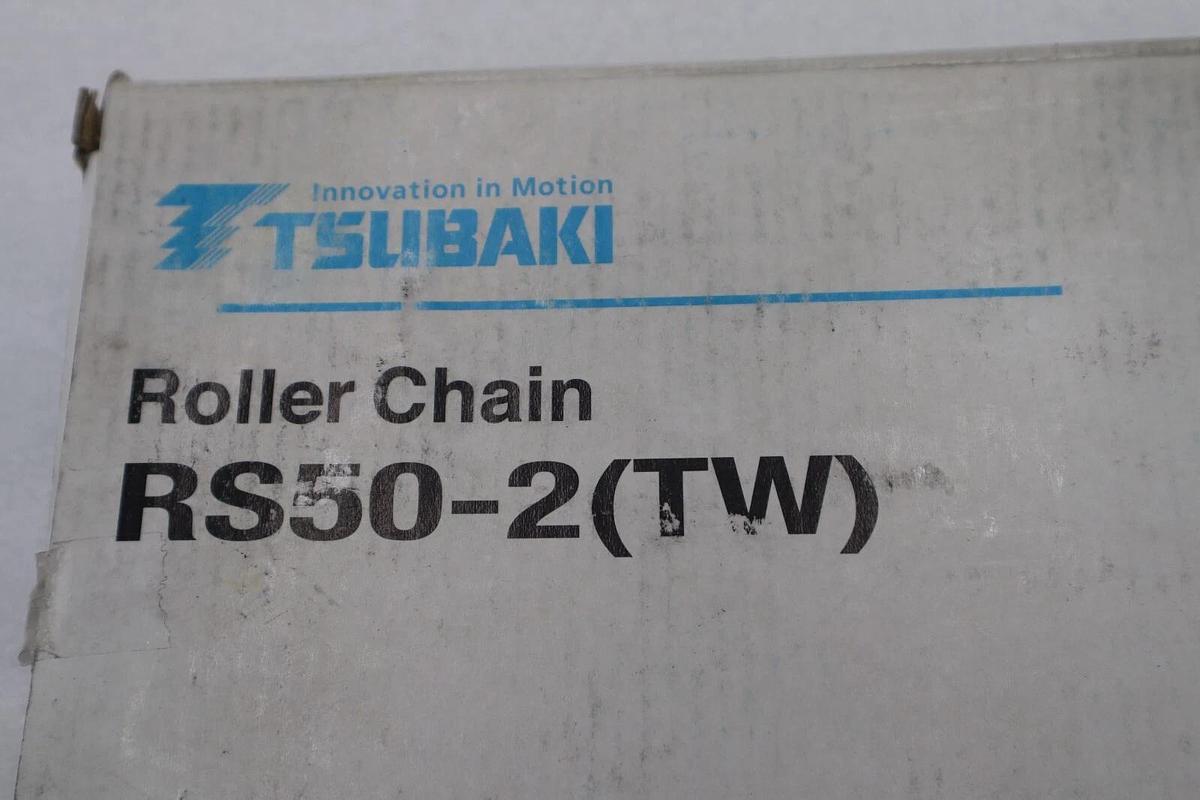 Innovation in Motion
TSUBAKI
Roller Chain
RS50-2(TW)